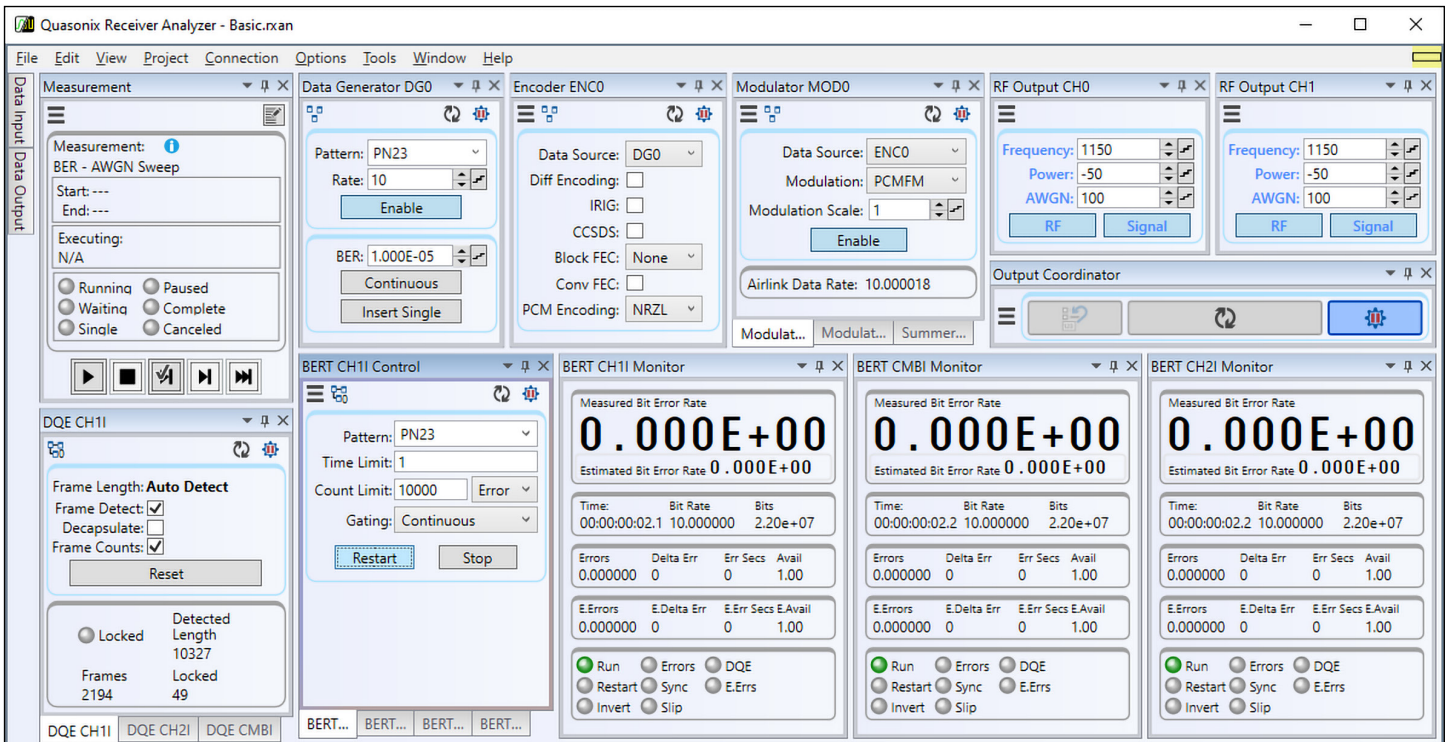 Quasonix Receiver Analyzer - Basic.rxan
File Edit View Project Connection Options Tools Window Help
Data Input
Data Output
Measurement
Measurement:
BER - AWGN Sweep
Start: ---
End: ---
Executing:
N/A
Running Paused
Waiting Complete
Single Canceled
Data Generator DG0
Pattern: PN23
Rate: 10
Enable
BER: 1.000E-05
Continuous
Insert Single
Encoder ENC0
Data Source: DG0
Diff Encoding:
IRIG:
CCSDS:
Block FEC: None
Conv FEC:
PCM Encoding: NRZL
Modulator MOD0
Data Source: ENC0
Modulation: PCMFM
Modulation Scale: 1
Enable
Airlink Data Rate: 10.000018
Modulat... Modulat... Summer...
RF Output CH0
Frequency: 1150
Power: -50
AWGN: 100
RF Signal
RF Output CH1
Frequency: 1150
Power: -50
AWGN: 100
RF Signal
Output Coordinator
DQE CH1I
Frame Length: Auto Detect
Frame Detect:
Decapsulate:
Frame Counts:
Reset
Locked
Detected
Length
10327
Frames Locked
2194 49
DQE CH1I DQE CH2I DQE CMBI
BERT CH1I Control
Pattern: PN23
Time Limit: 1
Count Limit: 10000 Error
Gating: Continuous
Restart Stop
BERT... BERT... BERT... BERT...
BERT CH1I Monitor
Measured Bit Error Rate
0.000E+00
Estimated Bit Error Rate 0.000E+00
Time: Bit Rate Bits
00:00:00:02.1 10.000000 2.20e+07
Errors Delta Err Err Secs Avail
0.000000 0 0 1.00
E.Errors E.Delta Err E.Err Secs E.Avail
0.000000 0 0 1.00
Run Errors DQE
Restart Sync E.Errs
Invert Slip
BERT CMBI Monitor
Measured Bit Error Rate
0.000E+00
Estimated Bit Error Rate 0.000E+00
Time: Bit Rate Bits
00:00:00:02.2 10.000000 2.20e+07
Errors Delta Err Err Secs Avail
0.000000 0 0 1.00
E.Errors E.Delta Err E.Err Secs E.Avail
0.000000 0 0 1.00
Run Errors DQE
Restart Sync E.Errs
Invert Slip
BERT CH2I Monitor
Measured Bit Error Rate
0.000E+00
Estimated Bit Error Rate 0.000E+00
Time: Bit Rate Bits
00:00:00:02.2 10.000000 2.20e+07
Errors Delta Err Err Secs Avail
0.000000 0 0 1.00
E.Errors E.Delta Err E.Err Secs E.Avail
0.000000 0 0 1.00
Run Errors DQE
Restart Sync E.Errs
Invert Slip